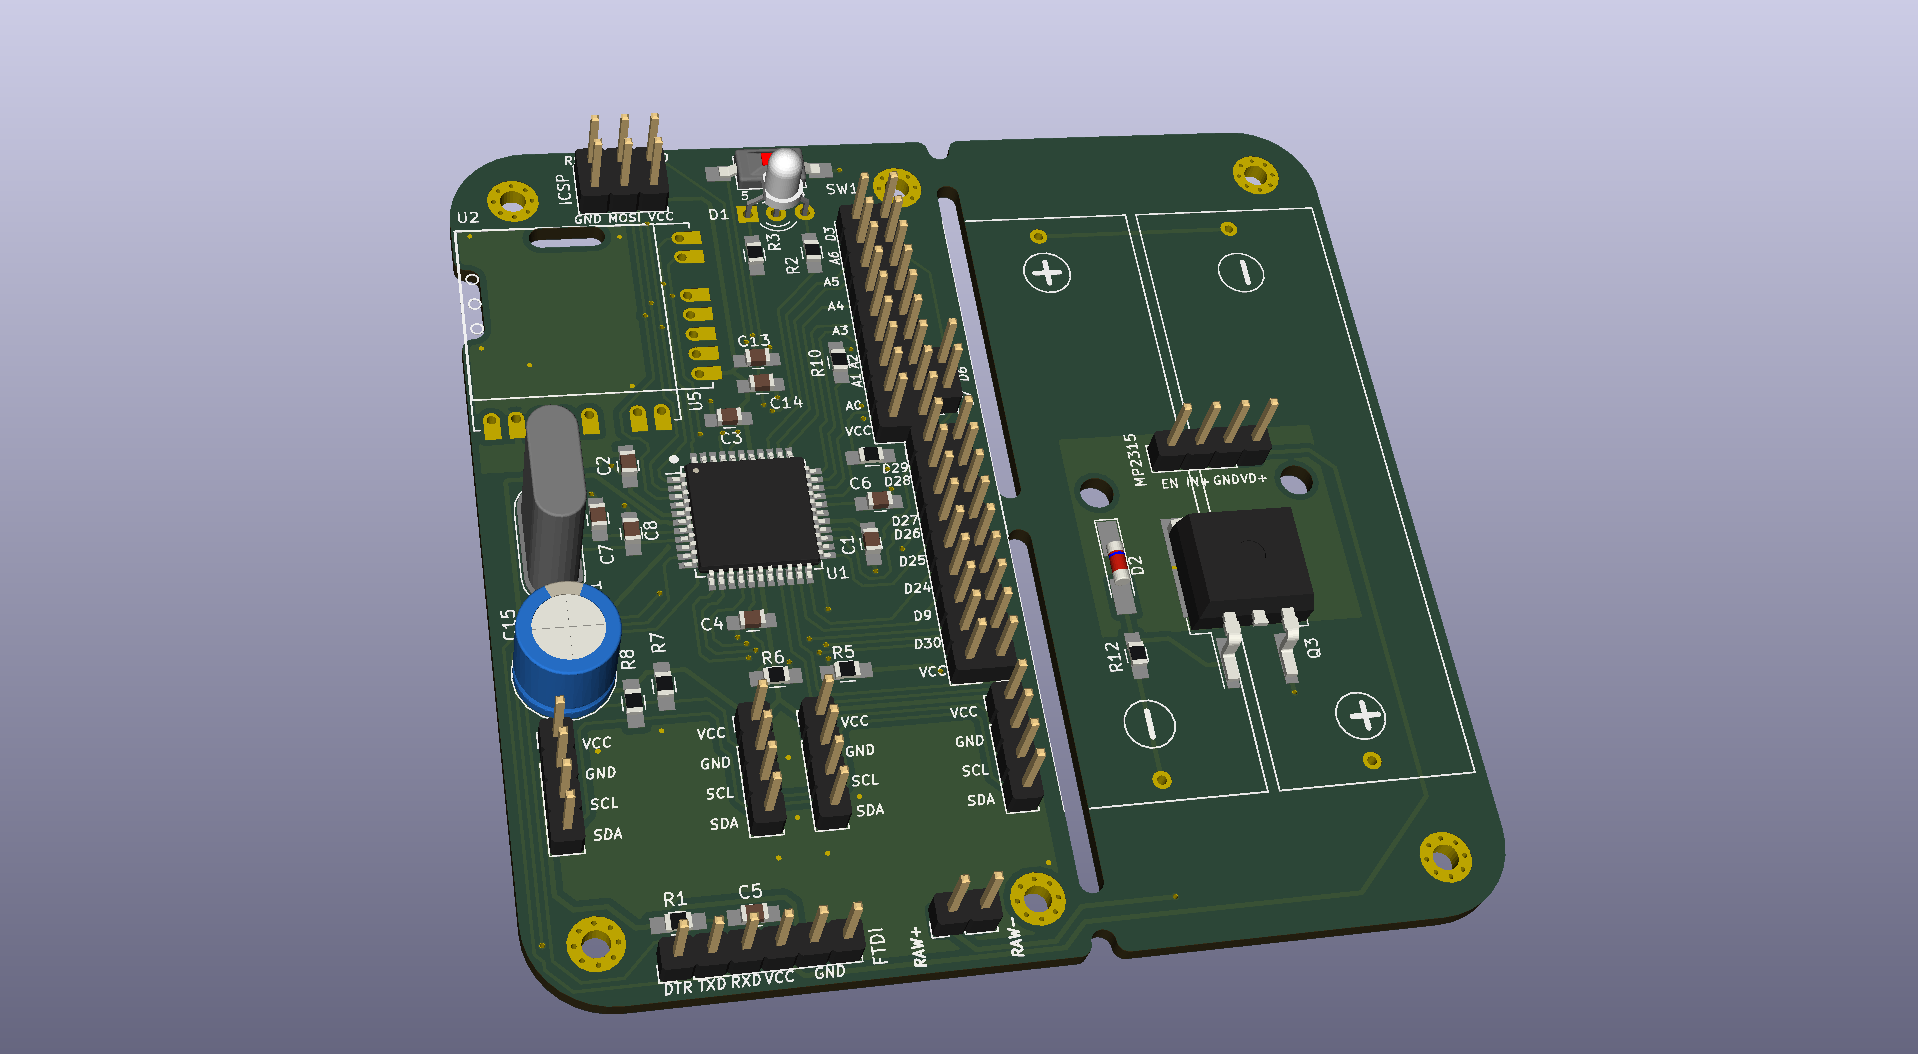 ICSP
GND MOSI VCC
U2
D1
SW1
5
R3
R2
D3
A6
A5
A4
A3
A2
A1
A0
VCC
C13
C14
R10
U5
C3
D6
C2
C7
C8
C6
C1
U1
D29
D28
D27
D26
D25
D24
D9
D30
VCC
MP2315
EN IN+ GND VD+
D2
R12
Q3
C15
C4
R8
R7
R6
R5
VCC
GND
SCL
SDA
VCC
GND
SCL
SDA
VCC
GND
SCL
SDA
VCC
GND
SCL
SDA
R1
C5
FTDI
RAW+
RAW-
DTR TXD RXD VCC GND